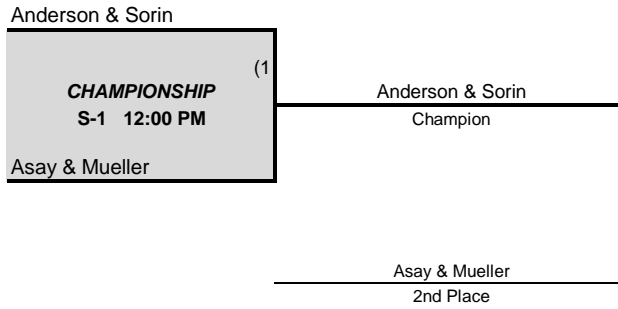 Anderson & Sorin
(1
CHAMPIONSHIP
S-1 12:00 PM
Asay & Mueller
Anderson & Sorin
Champion
Asay & Mueller
2nd Place